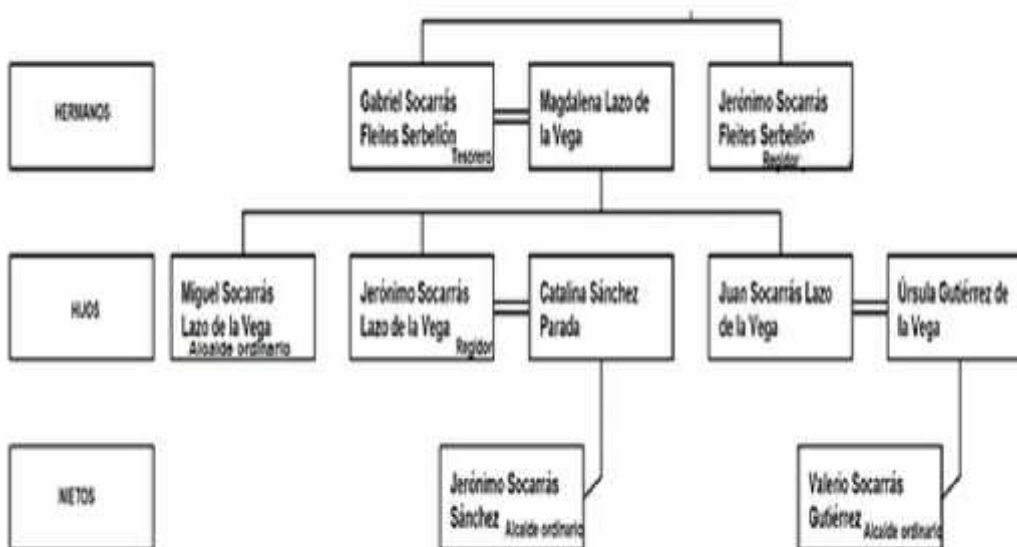 HERMANOS
Gabriel Socarrás
Fleites Serbellón
Tesorero
Magdalena Lazo de
la Vega
Jerónimo Socarrás
Fleites Serbellón
Regidor
HIJOS
Miguel Socarrás
Lazo de la Vega
Alcalde ordinario
Jerónimo Socarrás
Lazo de la Vega
Regidor
Catalina Sánchez
Parada
Juan Socarrás Lazo
de la Vega
Úrsula Gutiérrez de
la Vega
NIETOS
Jerónimo Socarrás
Sánchez
Alcalde ordinario
Valerio Socarrás
Gutiérrez
Alcalde ordinario